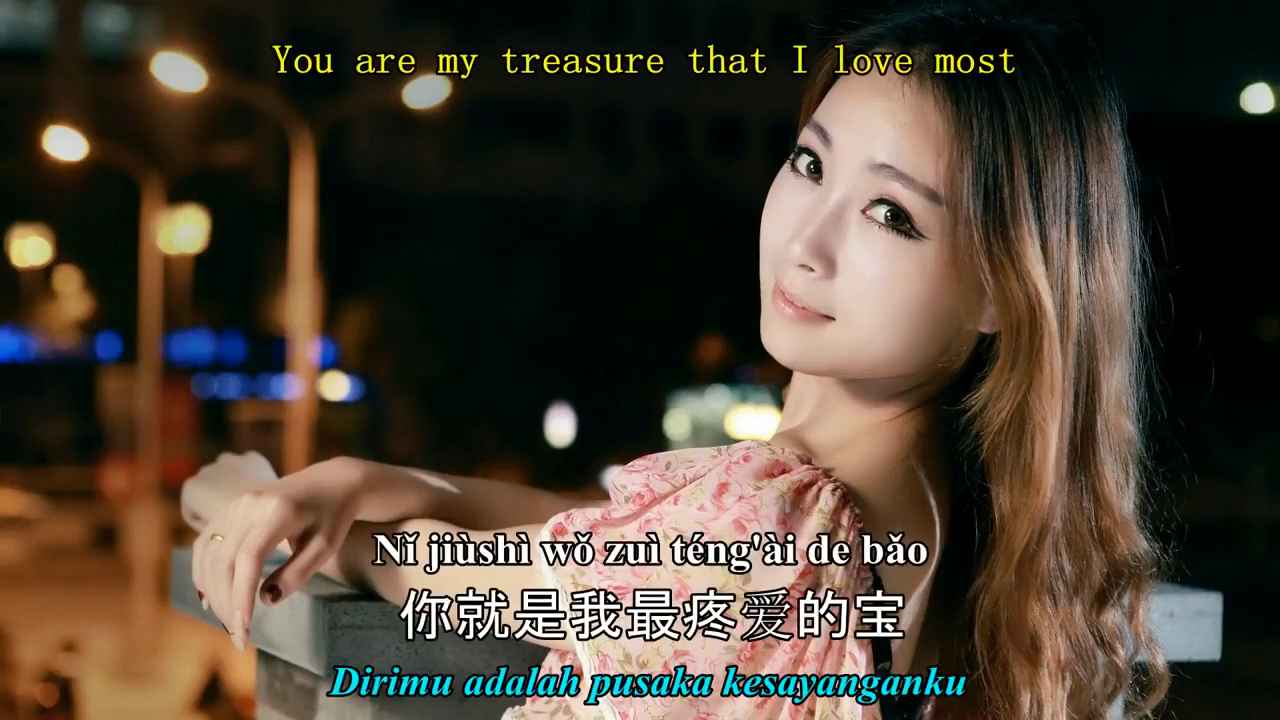 You are my treasure that I love most
Nǐ jiùshì wǒ zuì téng'ài de bǎo
你就是我最疼爱的宝
Dirimu adalah pusaka kesayanganku